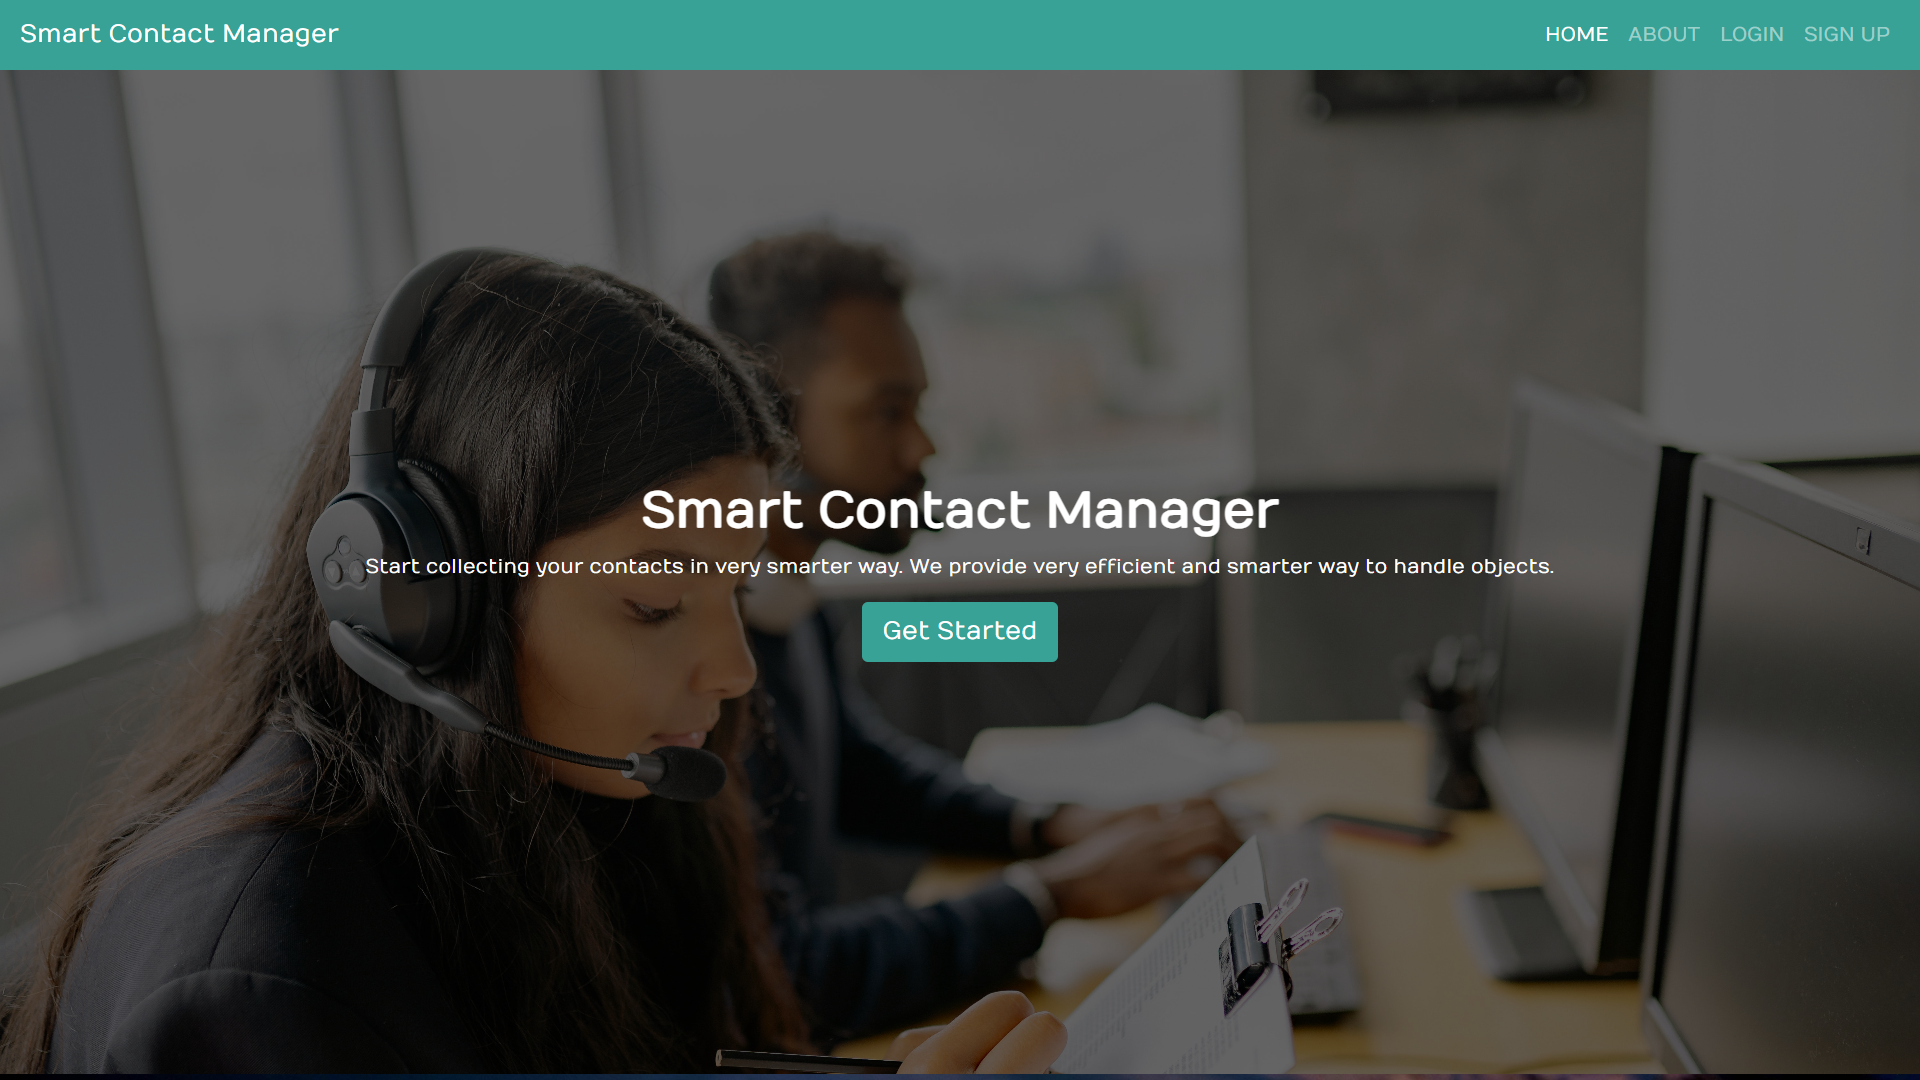 Smart Contact Manager
HOME ABOUT LOGIN SIGN UP
Smart Contact Manager
Start collecting your contacts in very smarter way. We provide very efficient and smarter way to handle objects.
Get Started